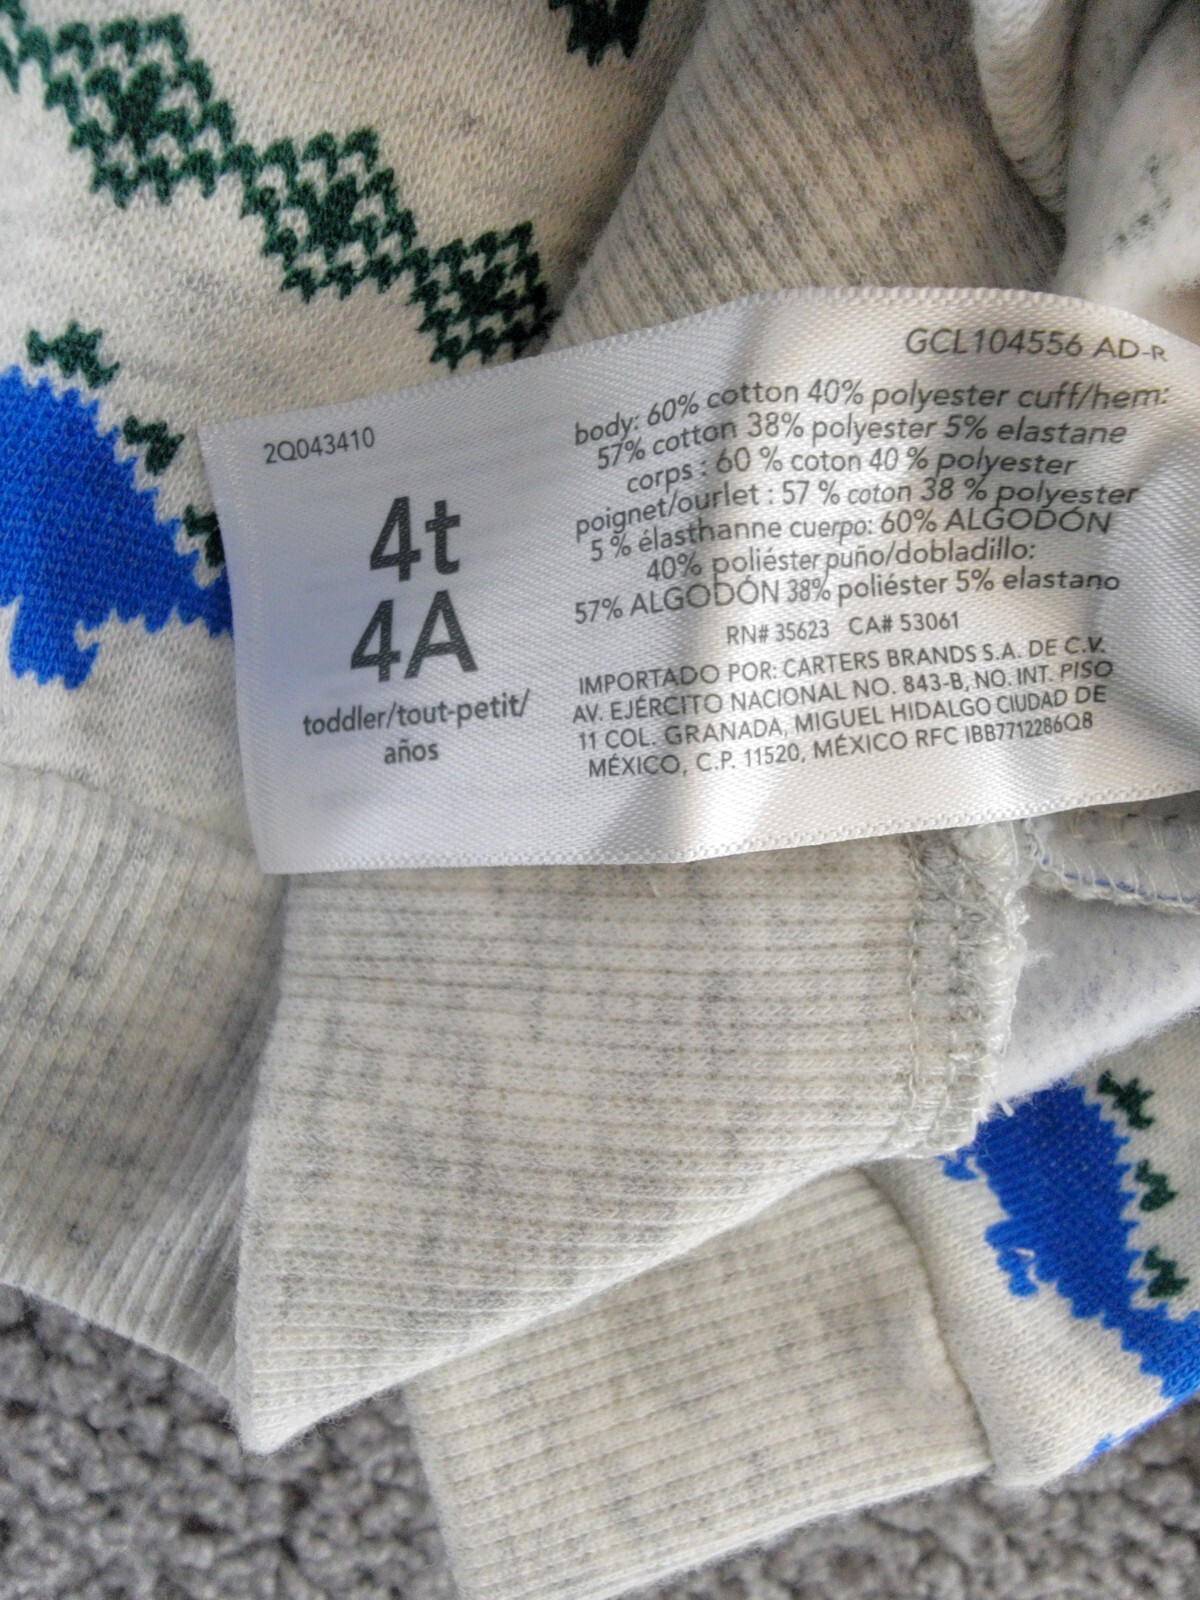 2Q043410
4t
4A
toddler/tout-petit/
años
GCL104556 AD-R
body: 60% cotton 40% polyester cuff/hem:
57% cotton 38% polyester 5% elastane
corps : 60 % coton 40 % polyester
poignet/ourlet : 57 % coton 38 % polyester
5 % élasthanne cuerpo: 60% ALGODÓN
40% poliéster puño/dobladillo:
57% ALGODÓN 38% poliéster 5% elastano
RN# 35623 CA# 53061
IMPORTADO POR: CARTERS BRANDS S.A. DE C.V.
AV. EJÉRCITO NACIONAL NO. 843-B, NO. INT. PISO
11 COL. GRANADA, MIGUEL HIDALGO CIUDAD DE
MÉXICO, C.P. 11520, MÉXICO RFC IBB7712286Q8